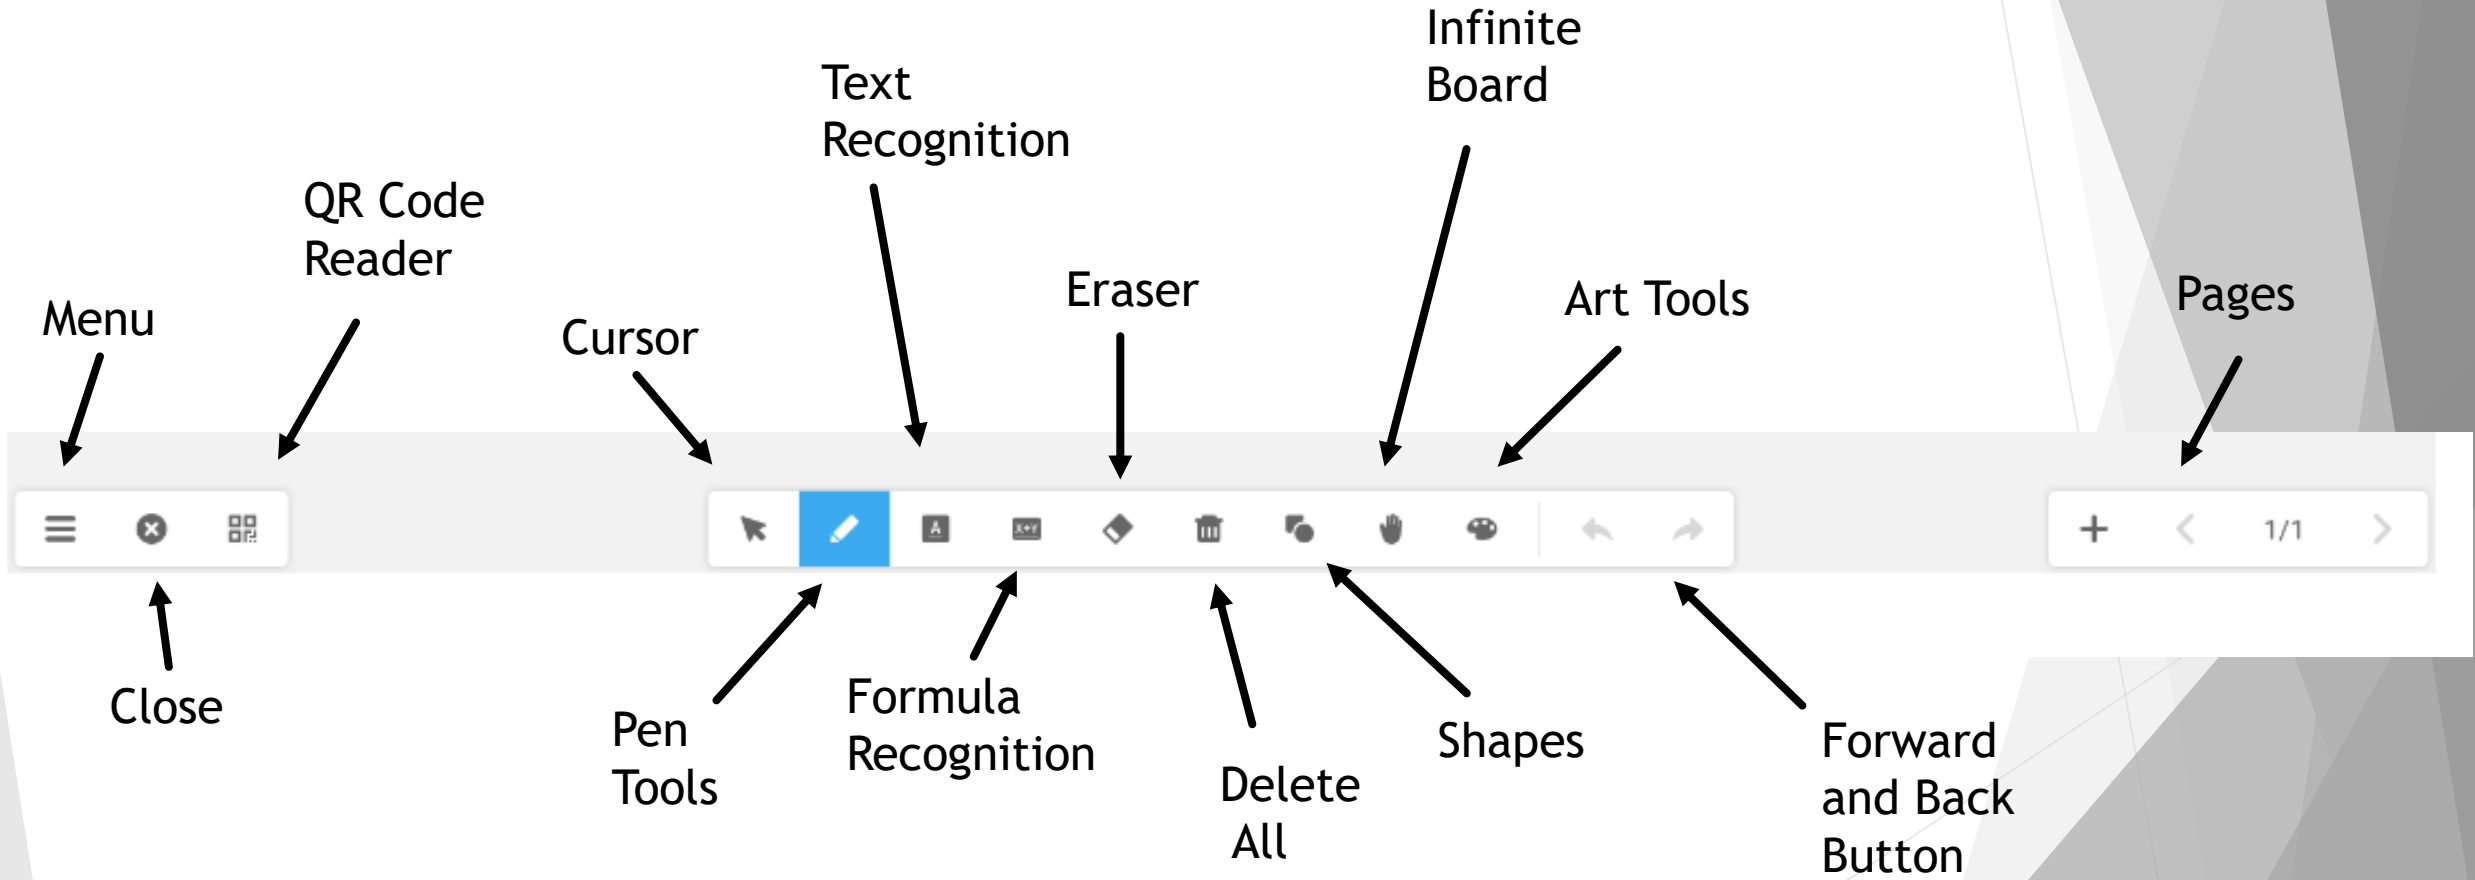 Infinite
Board
Text
Recognition
QR Code
Reader
Eraser
Art Tools
Pages
Menu
Cursor
A
X+Y
1/1
Close
Pen
Tools
Formula
Recognition
Delete
All
Shapes
Forward
and Back
Button